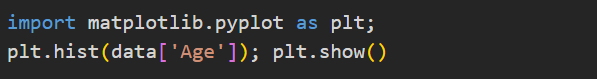 import matplotlib.pyplot as plt;
plt.hist(data['Age']); plt.show()